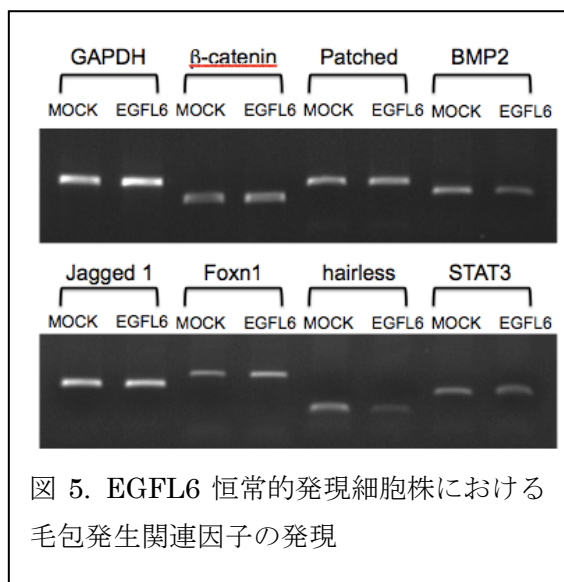 GAPDH β-catenin Patched BMP2
MOCK EGFL6 MOCK EGFL6 MOCK EGFL6 MOCK EGFL6
Jagged 1 Foxn1 hairless STAT3
MOCK EGFL6 MOCK EGFL6 MOCK EGFL6 MOCK EGFL6
図 5. EGFL6 恒常的発現細胞株における
毛包発生関連因子の発現